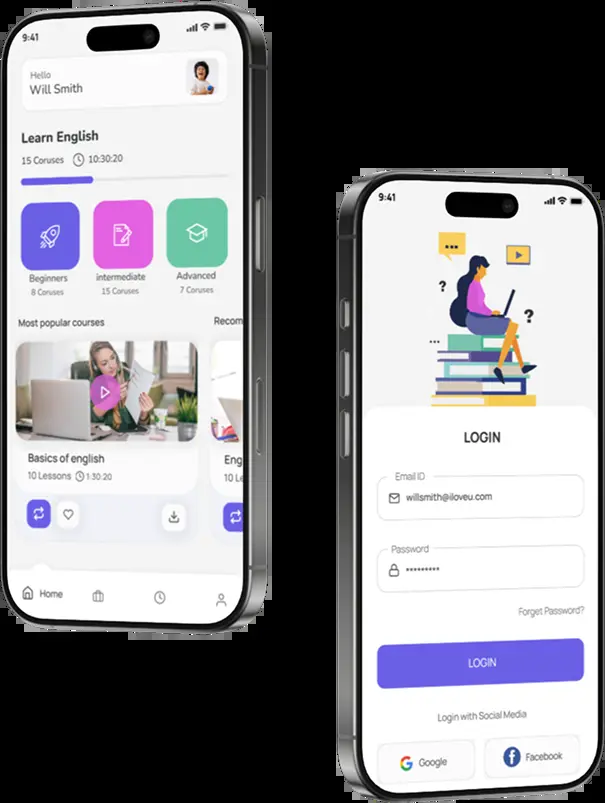 9:41
Hello
Will Smith
Learn English
15 Coruses 10:30:20
Beginners
8 Coruses
intermediate
15 Coruses
Advanced
7 Coruses
Most popular courses
Recom
Basics of english
10 Lessons 1:30:20
Eng
10 Le
Home
9:41
...
?
?
...
LOGIN
Email ID
willsmith@iloveu.com
Password
•••••••••
Forget Password?
LOGIN
Login with Social Media
G Google
f Facebook